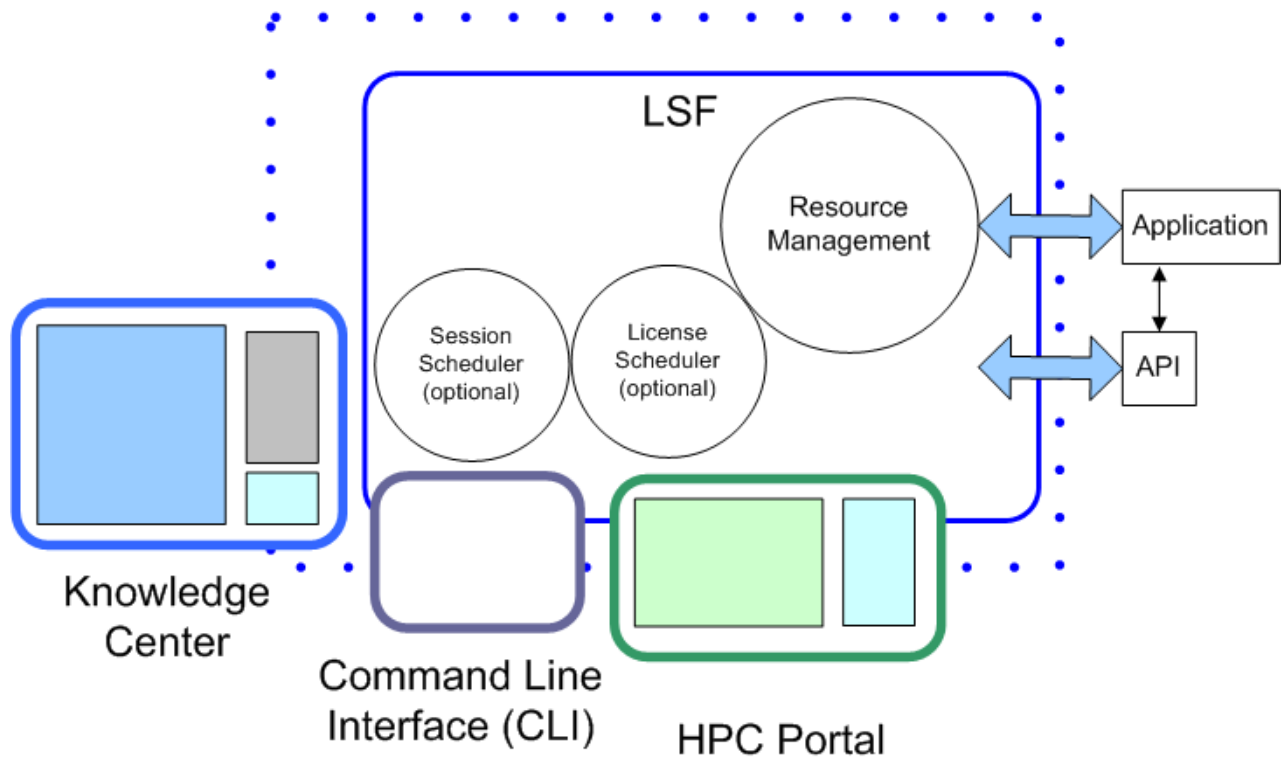 LSF
Resource
Management
Application
Session
Scheduler
(optional)
License
Scheduler
(optional)
API
Knowledge
Center
Command Line
Interface (CLI)
HPC Portal